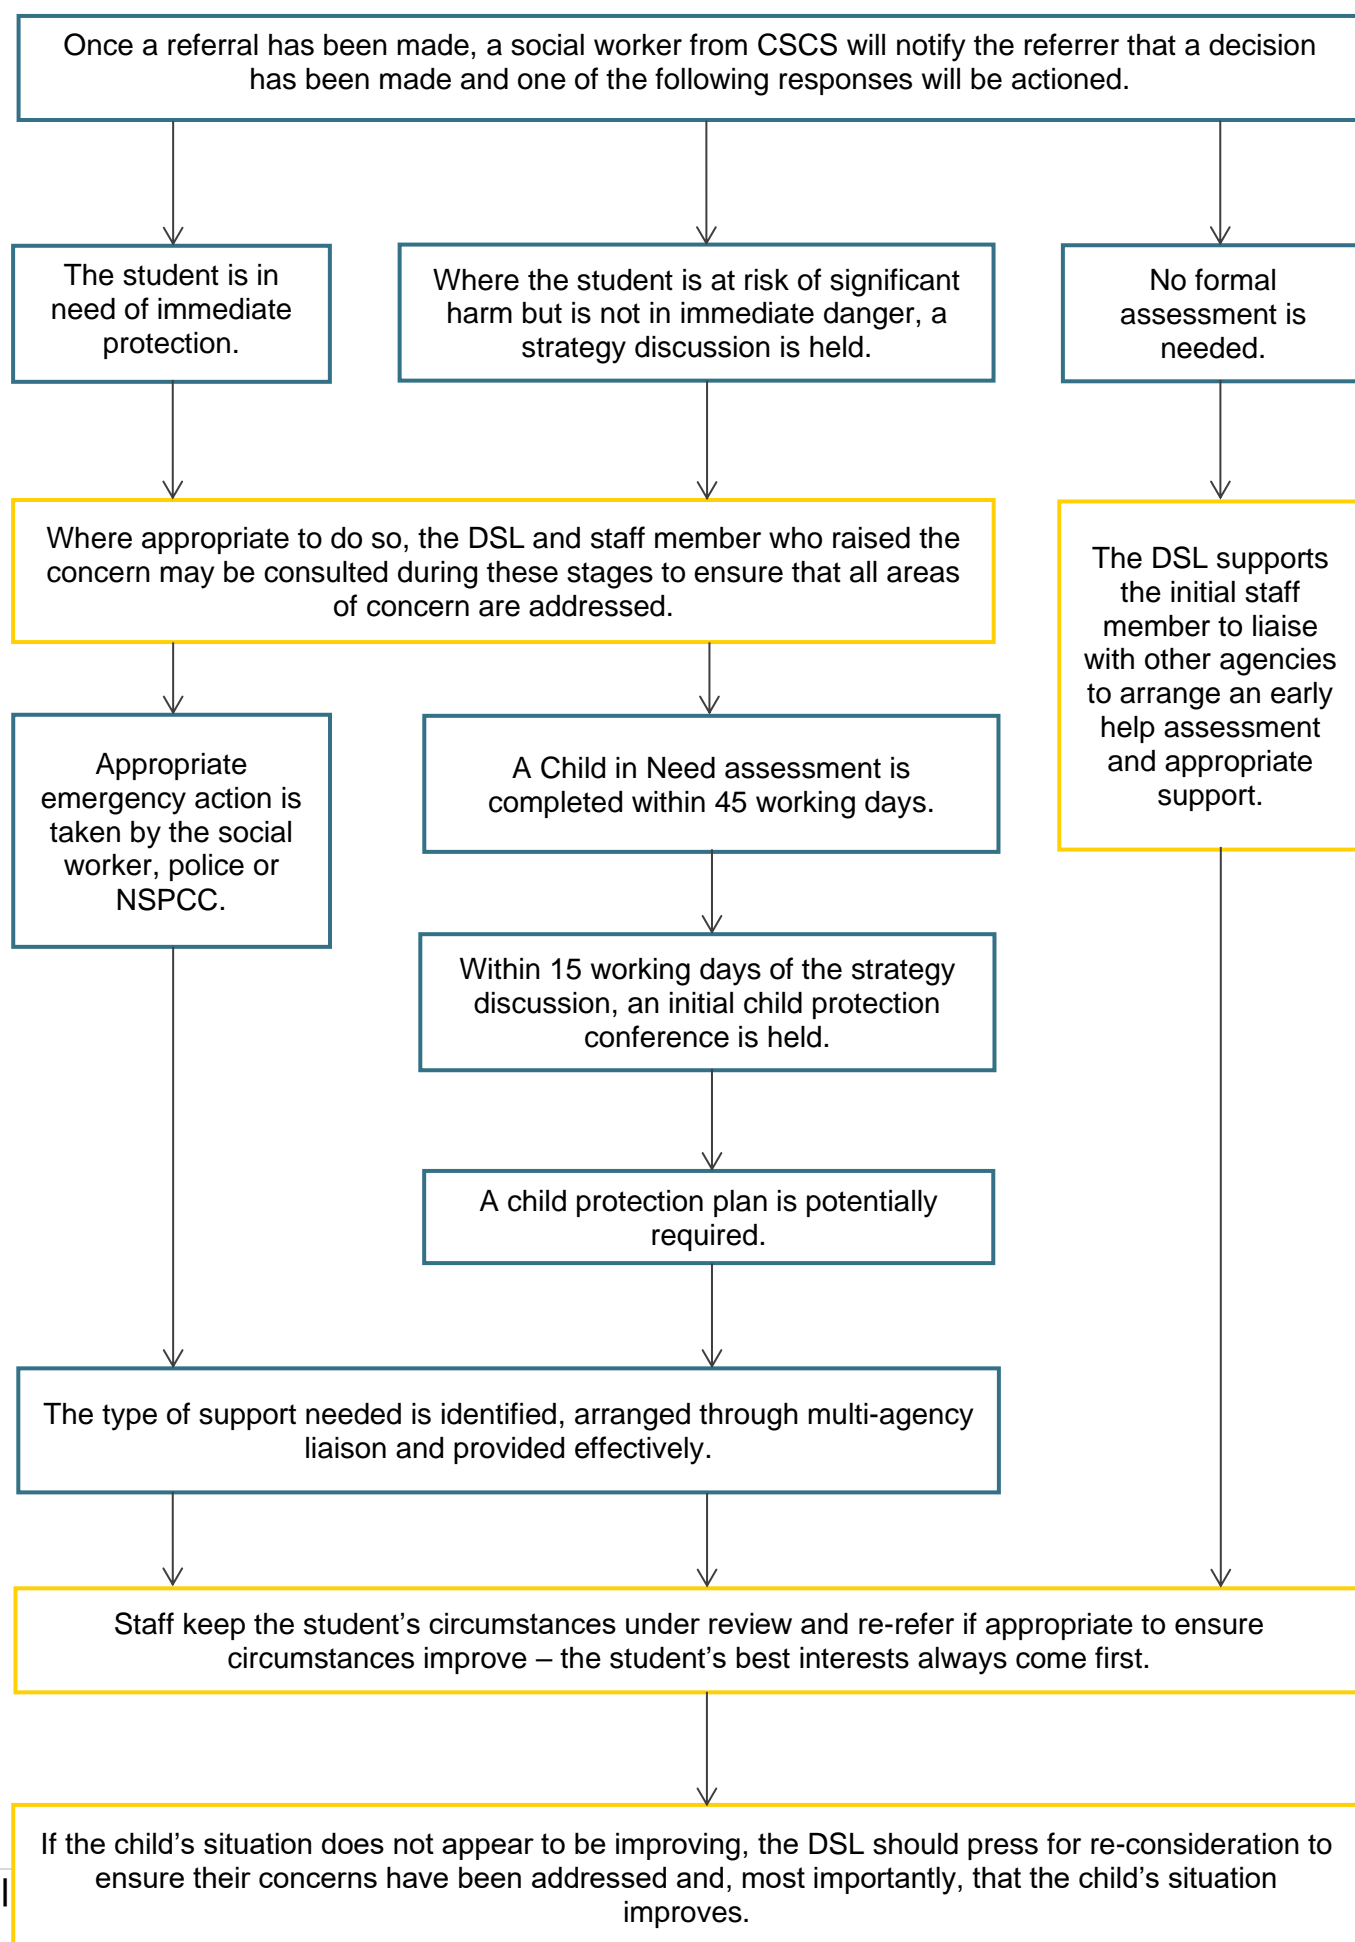 Once a referral has been made, a social worker from CSCS will notify the referrer that a decision
has been made and one of the following responses will be actioned.
The student is in
need of immediate
protection.
Where the student is at risk of significant
harm but is not in immediate danger, a
strategy discussion is held.
No formal
assessment is
needed.
Where appropriate to do so, the DSL and staff member who raised the
concern may be consulted during these stages to ensure that all areas
of concern are addressed.
The DSL supports
the initial staff
member to liaise
with other agencies
to arrange an early
help assessment
and appropriate
support.
Appropriate
emergency action is
taken by the social
worker, police or
NSPCC.
A Child in Need assessment is
completed within 45 working days.
Within 15 working days of the strategy
discussion, an initial child protection
conference is held.
A child protection plan is potentially
required.
The type of support needed is identified, arranged through multi-agency
liaison and provided effectively.
Staff keep the student’s circumstances under review and re-refer if appropriate to ensure
circumstances improve – the student’s best interests always come first.
If the child’s situation does not appear to be improving, the DSL should press for re-consideration to
ensure their concerns have been addressed and, most importantly, that the child’s situation
improves.